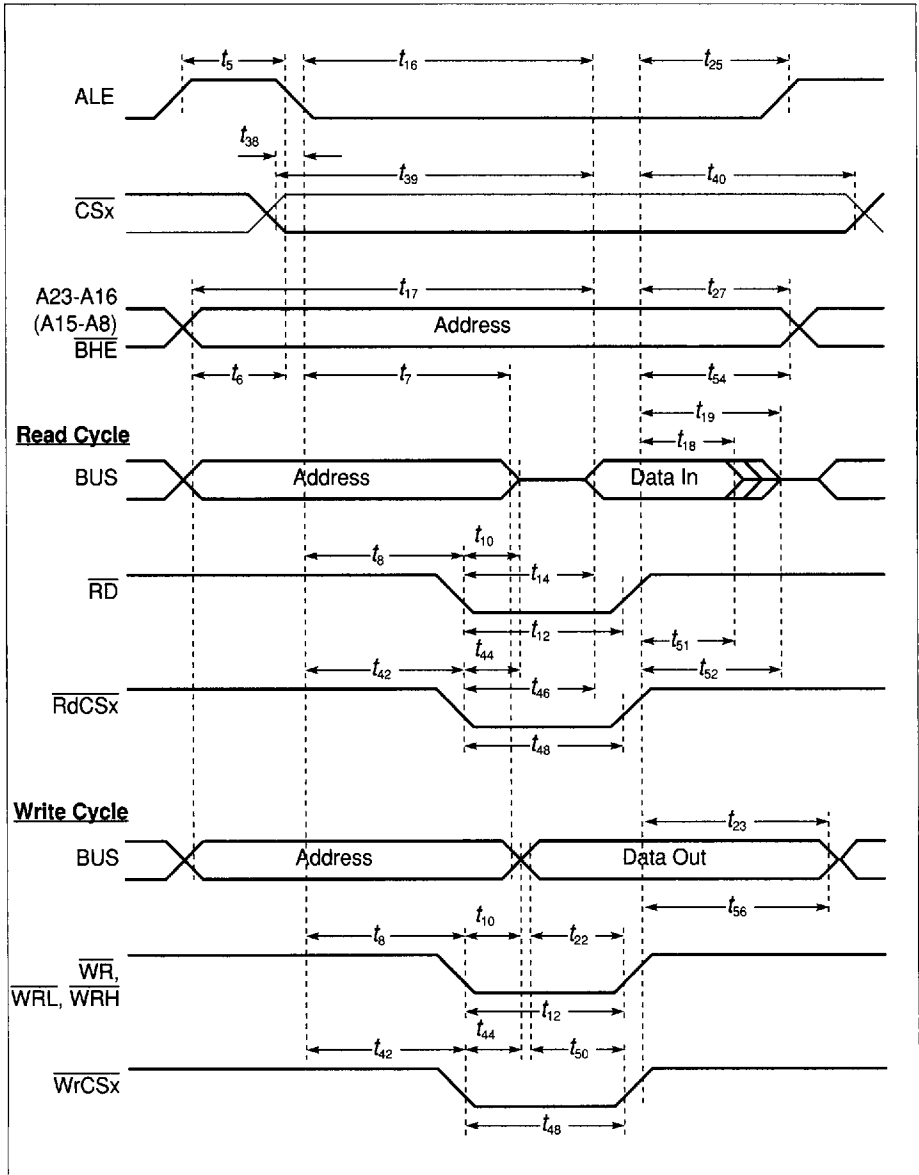 t5 t16 t25
ALE
t38
t39 t40
CSx
A23-A16
(A15-A8)
BHE
t17 t27
Address
t6 t7 t54
t19
Read Cycle
t18
BUS Address Data In
t10
t8
t14
RD
t12 t51
t44
t42 t52
t46
RdCSx
t48
Write Cycle
t23
BUS Address Data Out
t56
t10
t8 t22
WR,
WRL, WRH
t12
t44
t42 t50
WrCSx
t48